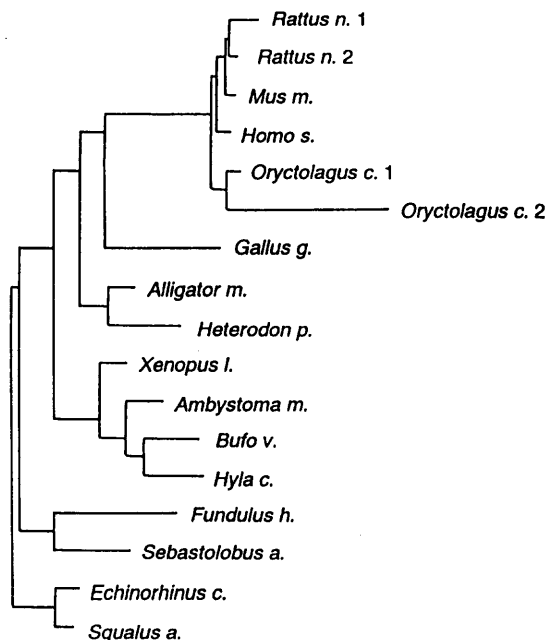 Rattus n. 1
Rattus n. 2
Mus m.
Homo s.
Oryctolagus c. 1
Oryctolagus c. 2
Gallus g.
Alligator m.
Heterodon p.
Xenopus l.
Ambystoma m.
Bufo v.
Hyla c.
Fundulus h.
Sebastolobus a.
Echinorhinus c.
Squalus a.